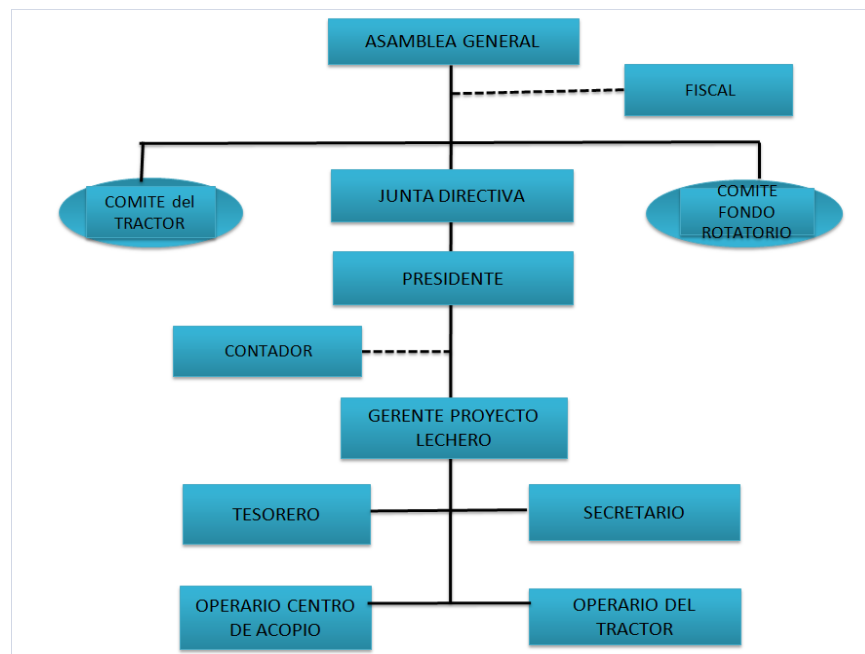 ASAMBLEA GENERAL
FISCAL
COMITE del
TRACTOR
JUNTA DIRECTIVA
COMITE
FONDO
ROTATORIO
PRESIDENTE
CONTADOR
GERENTE PROYECTO
LECHERO
TESORERO
SECRETARIO
OPERARIO CENTRO
DE ACOPIO
OPERARIO DEL
TRACTOR